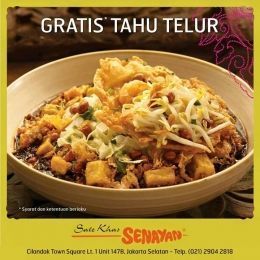 GRATIS* TAHU TELUR
* Syarat dan ketentuan berlaku
Sate Khas
SENAYAN
Cilandak Town Square Lt. 1 Unit 147B, Jakarta Selatan - Telp. (021) 2904 2818